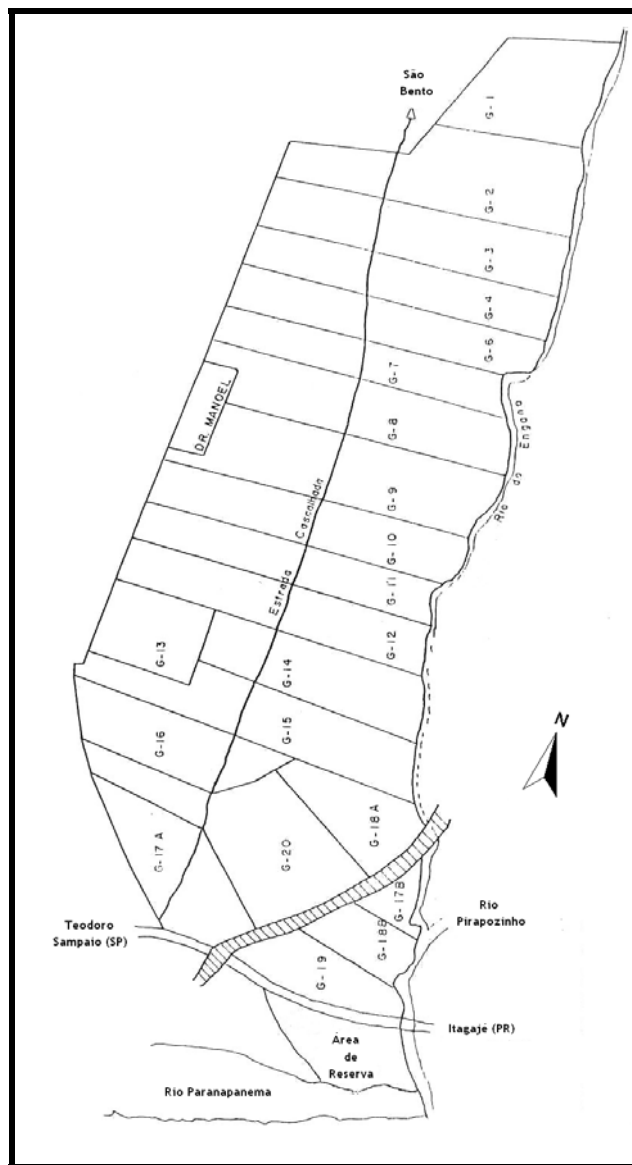 São
Bento
G-1
G-2
G-3
G-4
G-6
G-7
DR. MANOEL
G-8
Rio do Engano
G-9
Estrada Cascalhada
G-10
G-11
G-12
G-13
G-14
G-15
G-16
N
G-18A
G-17A
G-20
G-17B
Teodoro
Sampaio (SP)
Rio
Pirapozinho
G-18B
G-19
Itagajé (PR)
Área
de
Reserva
Rio Paranapanema